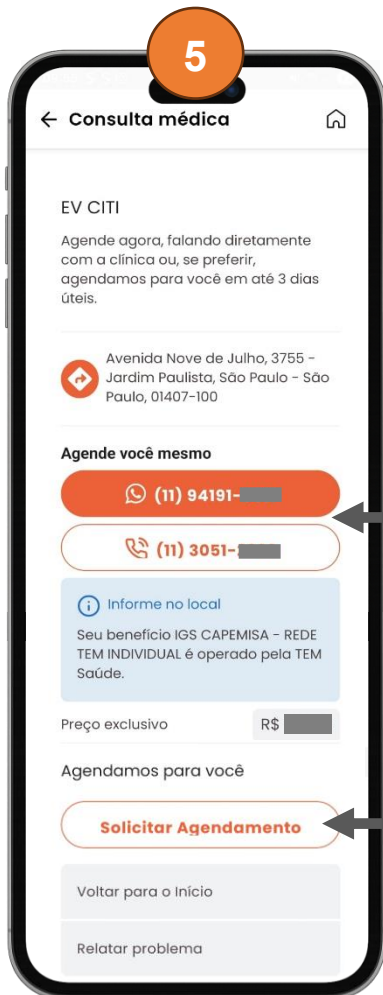 5
Consulta médica
EV CITI
Agende agora, falando diretamente
com a clínica ou, se preferir,
agendamos para você em até 3 dias
úteis.
Avenida Nove de Julho, 3755 -
Jardim Paulista, São Paulo - São
Paulo, 01407-100
Agende você mesmo
(11) 94191-
(11) 3051-
Informe no local
Seu benefício IGS CAPEMISA - REDE
TEM INDIVIDUAL é operado pela TEM
Saúde.
Preço exclusivo R$
Agendamos para você
Solicitar Agendamento
Voltar para o Início
Relatar problema